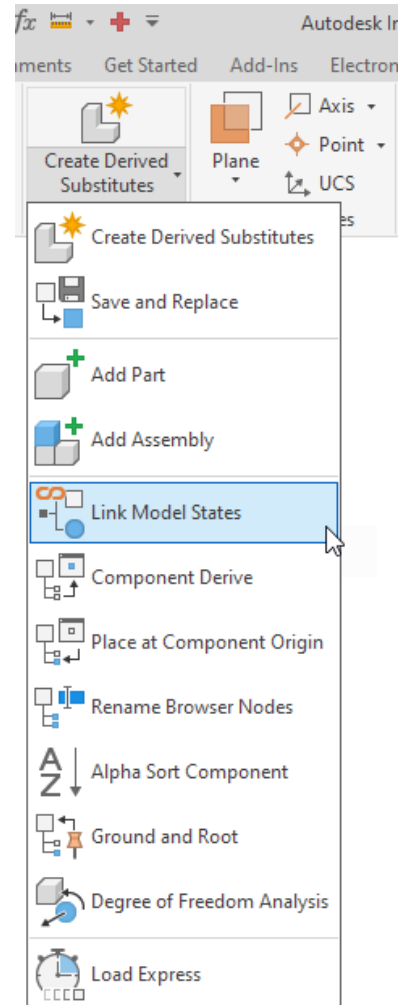 fx Autodesk In
ments Get Started Add-Ins Electron
Create Derived
Substitutes
Plane
Axis
Point
UCS
es
Create Derived Substitutes
Save and Replace
Add Part
Add Assembly
Link Model States
Component Derive
Place at Component Origin
Rename Browser Nodes
A
Z
Alpha Sort Component
Ground and Root
Degree of Freedom Analysis
Load Express